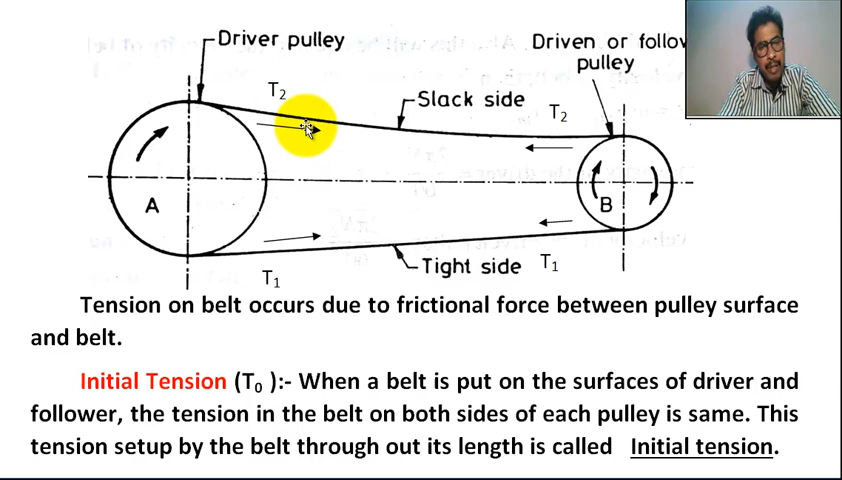 Driver pulley
Driven or follow
pulley
T2
Slack side
T2
A
B
Tight side
T1
T1
Tension on belt occurs due to frictional force between pulley surface
and belt.
Initial Tension (T0 ):- When a belt is put on the surfaces of driver and
follower, the tension in the belt on both sides of each pulley is same. This
tension setup by the belt through out its length is called Initial tension.